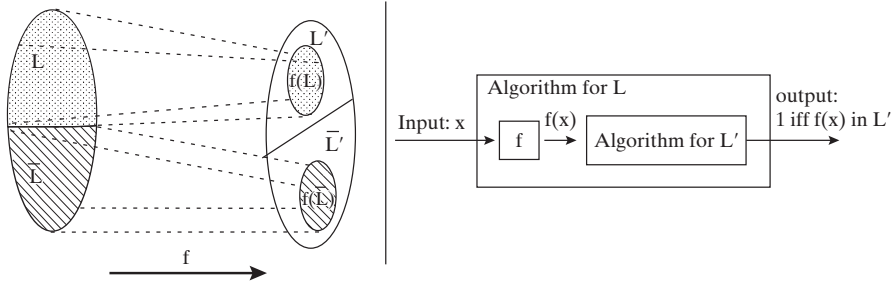 L
L̅
L′
f(L)
L̅′
f(L̅)
f
Algorithm for L
Input: x
f
f(x)
Algorithm for L′
output:
1 iff f(x) in L′